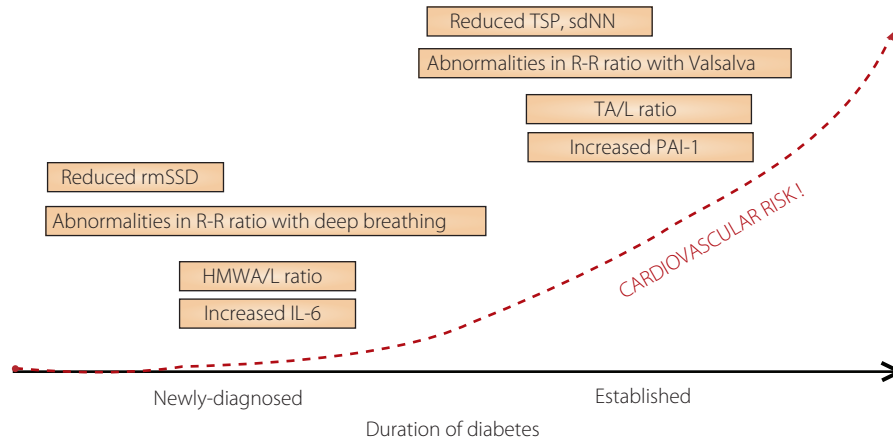 Reduced TSP, sdNN
Abnormalities in R-R ratio with Valsalva
TA/L ratio
Increased PAI-1
Reduced rmSSD
Abnormalities in R-R ratio with deep breathing
HMWA/L ratio
Increased IL-6
CARDIOVASCULAR RISK!
Newly-diagnosed
Established
Duration of diabetes